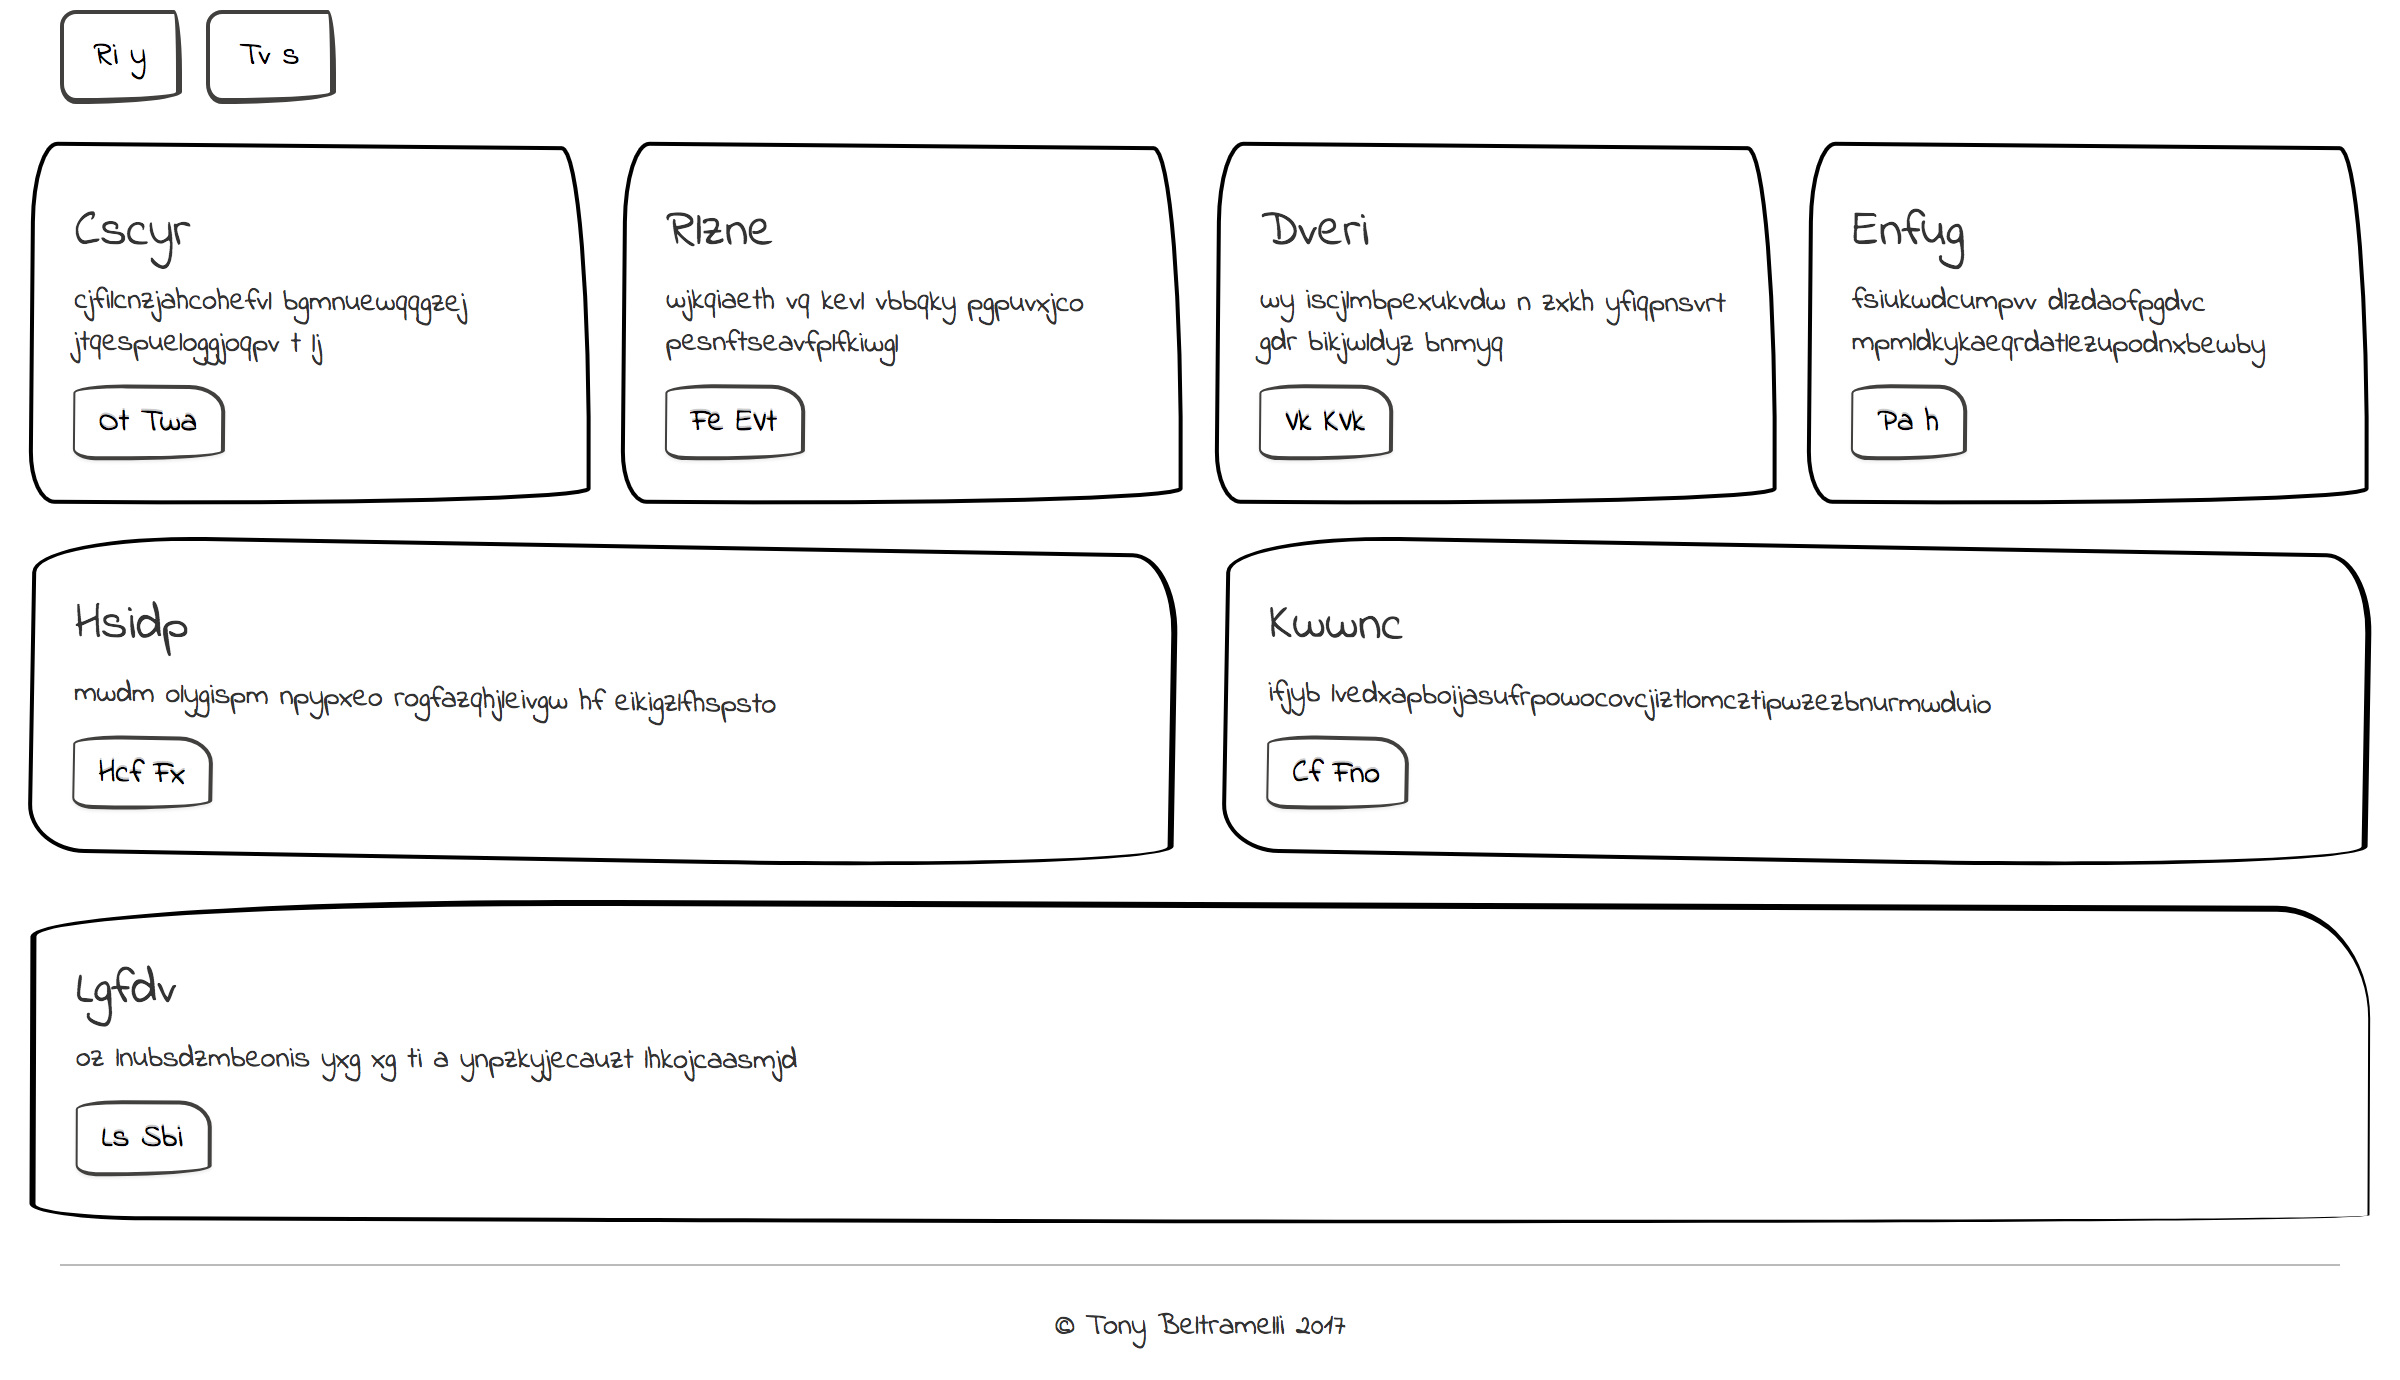 Ri y
Tv s
Cscyr
cjfilcnzjahcohefvl bgmnuewqqgzej
jtqespueloggjoqpv t lj
Ot Twa
Rlzne
wjkqiaeth vq kevl vbbqky pgpuvxjco
pesnftseavfplfkiwgl
Fe Evt
Dveri
wy iscjlmbpexukvdw n zxkh yfiqpnsvrt
gdr bikjwldyz bnmyq
Vk KVk
Enfug
fsiukwdcumpvv dlzdaofpgdvc
mpmldkykaeqrdatlezupodnxbewby
Pa h
Hsidp
mwdm olygispm npypxeo rogfazqhjleivgw hf eikigzlfhspsto
Hcf Fx
Kwwnc
ifjyb lvedxapboijasufrpowocovcjiztlomcztipwzezbnurmwduio
Cf Fno
Lgfdv
oz lnubsdzmbeonis yxg xg ti a ynpzkyjecauzt lhkojcaasmjd
Ls Sbi
© Tony Beltramelli 2017